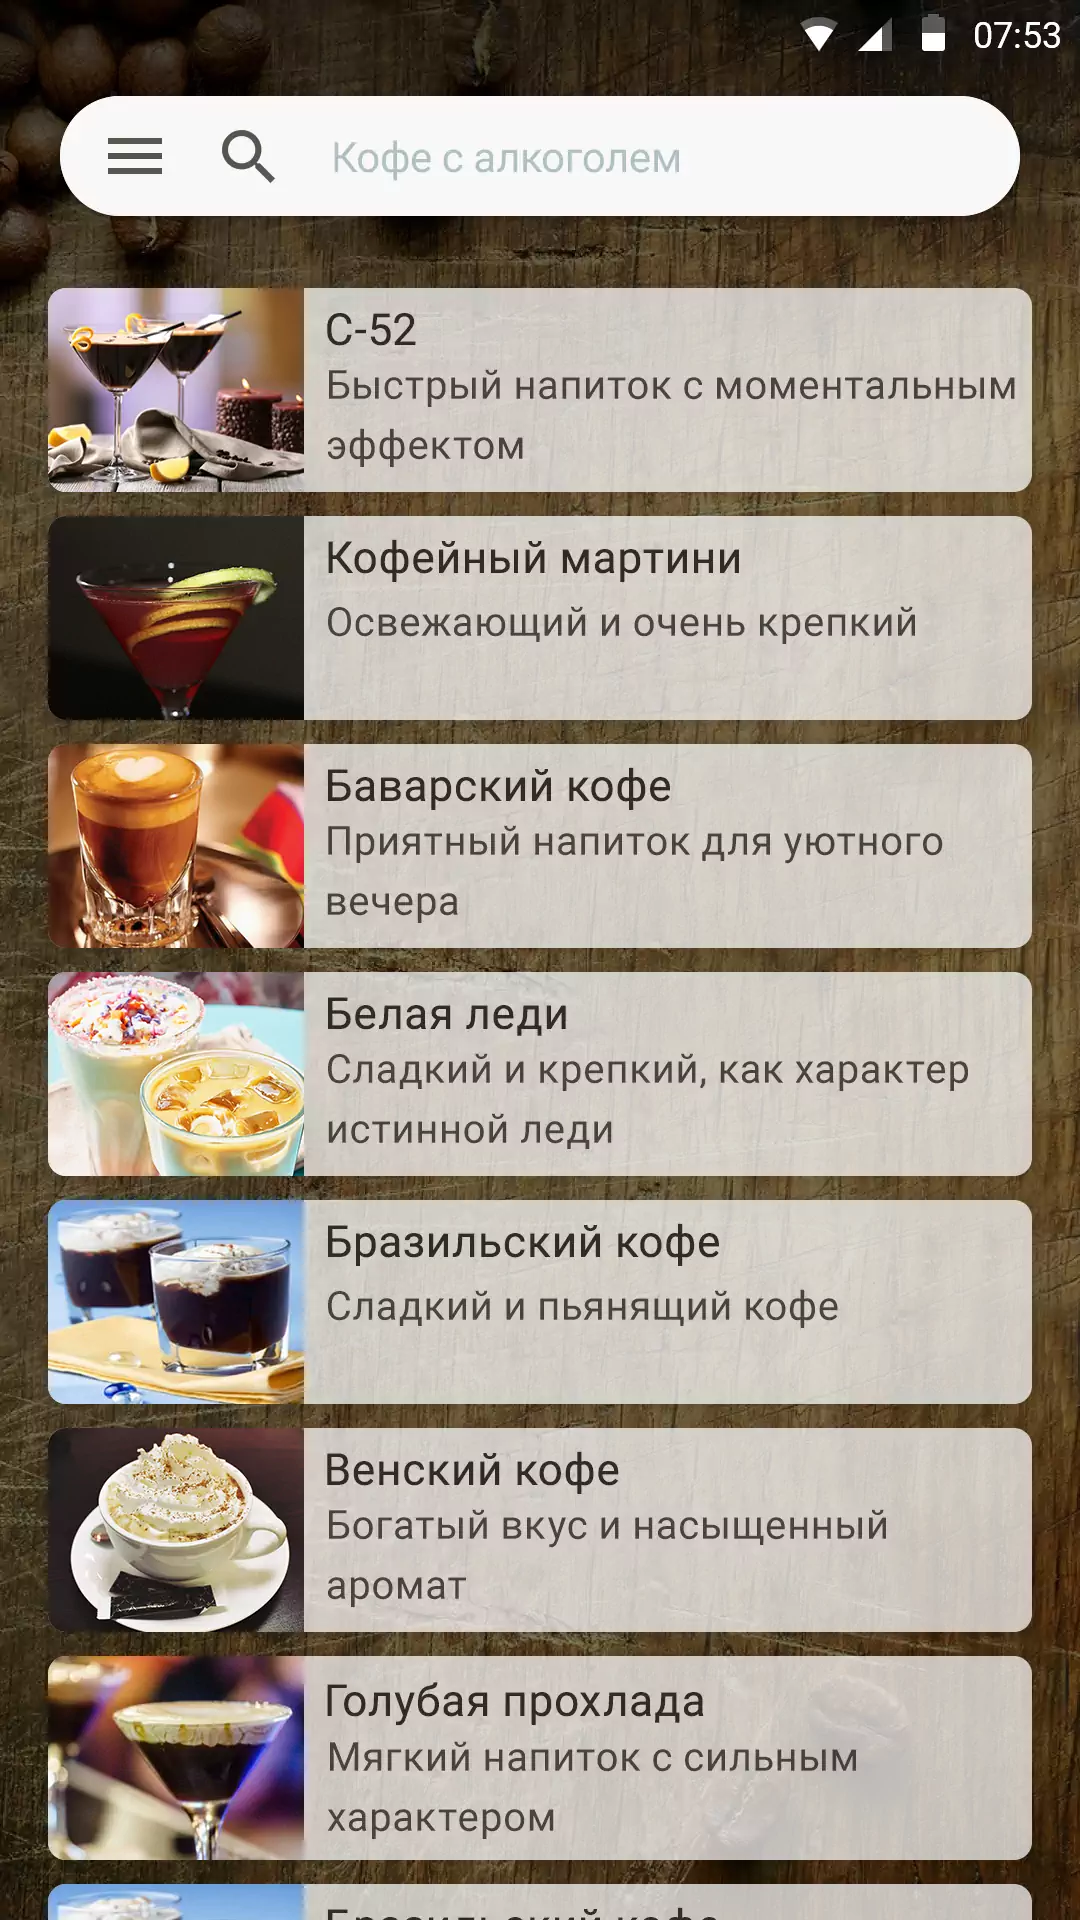 07:53
Кофе с алкоголем
С-52
Быстрый напиток с моментальным
эффектом
Кофейный мартини
Освежающий и очень крепкий
Баварский кофе
Приятный напиток для уютного
вечера
Белая леди
Сладкий и крепкий, как характер
истинной леди
Бразильский кофе
Сладкий и пьянящий кофе
Венский кофе
Богатый вкус и насыщенный
аромат
Голубая прохлада
Мягкий напиток с сильным
характером
Бразильский кофе